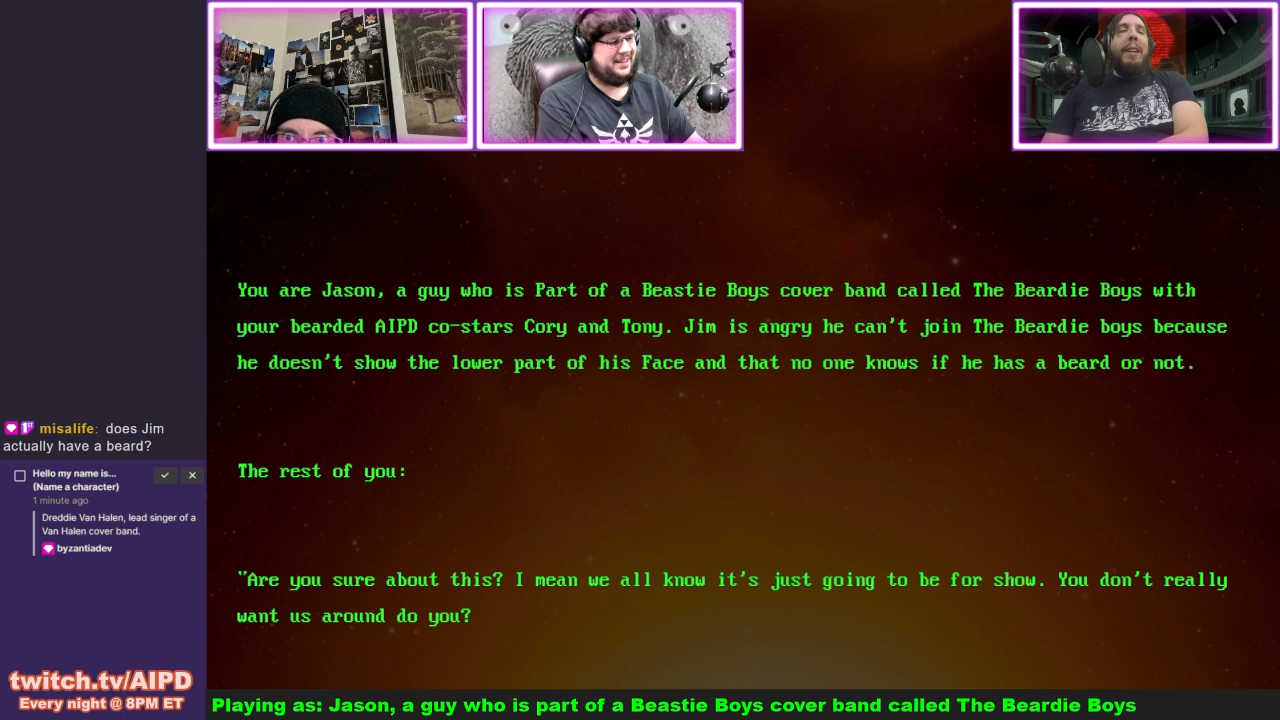 You are Jason, a guy who is Part of a Beastie Boys cover band called The Beardie Boys with
your bearded AIPD co-stars Cory and Tony. Jim is angry he can't join The Beardie boys because
he doesn't show the lower part of his Face and that no one knows if he has a beard or not.
The rest of you:
"Are you sure about this? I mean we all know it's just going to be for show. You don't really
want us around do you?
misalife: does Jim
actually have a beard?
Hello my name is...
(Name a character)
1 minute ago
Dreddie Van Halen, lead singer of a
Van Halen cover band.
byzantiadev
twitch.tv/AIPD
Every night @ 8PM ET
Playing as: Jason, a guy who is part of a Beastie Boys cover band called The Beardie Boys